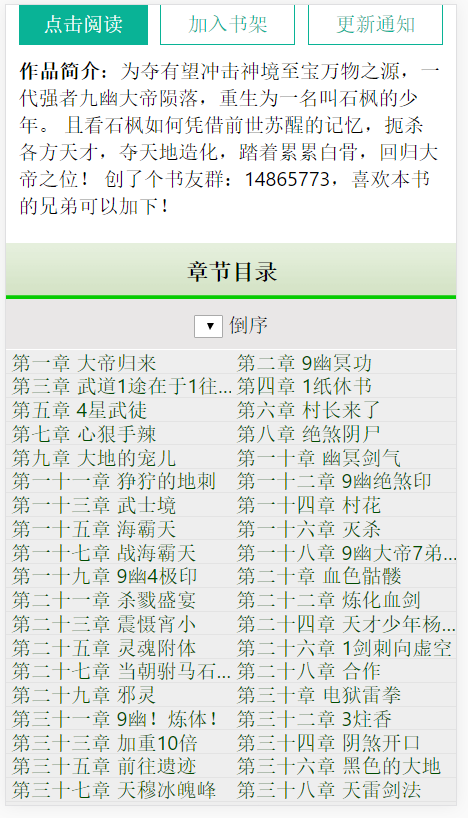 点击阅读 加入书架 更新通知
作品简介：为夺有望冲击神境至宝万物之源，一
代强者九幽大帝陨落，重生为一名叫石枫的少
年。 且看石枫如何凭借前世苏醒的记忆，扼杀
各方天才，夺天地造化，踏着累累白骨，回归大
帝之位！ 创了个书友群：14865773，喜欢本书
的兄弟可以加下！
章节目录
▼ 倒序
第一章 大帝归来 第二章 9幽冥功
第三章 武道1途在于1往... 第四章 1纸休书
第五章 4星武徒 第六章 村长来了
第七章 心狠手辣 第八章 绝煞阴尸
第九章 大地的宠儿 第一十章 幽冥剑气
第一十一章 狰狞的地刺 第一十二章 9幽绝煞印
第一十三章 武士境 第一十四章 村花
第一十五章 海霸天 第一十六章 灭杀
第一十七章 战海霸天 第一十八章 9幽大帝7弟...
第一十九章 9幽4极印 第二十章 血色骷髅
第二十一章 杀戮盛宴 第二十二章 炼化血剑
第二十三章 震慑宵小 第二十四章 天才少年杨...
第二十五章 灵魂附体 第二十六章 1剑刺向虚空
第二十七章 当朝驸马石... 第二十八章 合作
第二十九章 邪灵 第三十章 电狱雷拳
第三十一章 9幽！炼体！ 第三十二章 3炷香
第三十三章 加重10倍 第三十四章 阴煞开口
第三十五章 前往遗迹 第三十六章 黑色的大地
第三十七章 天穆冰魄峰 第三十八章 天雷剑法